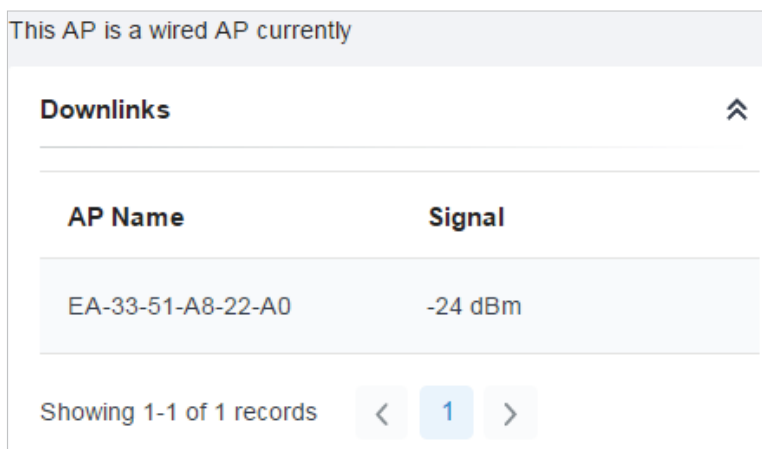 This AP is a wired AP currently
Downlinks
AP Name Signal
EA-33-51-A8-22-A0 -24 dBm
Showing 1-1 of 1 records < 1 >